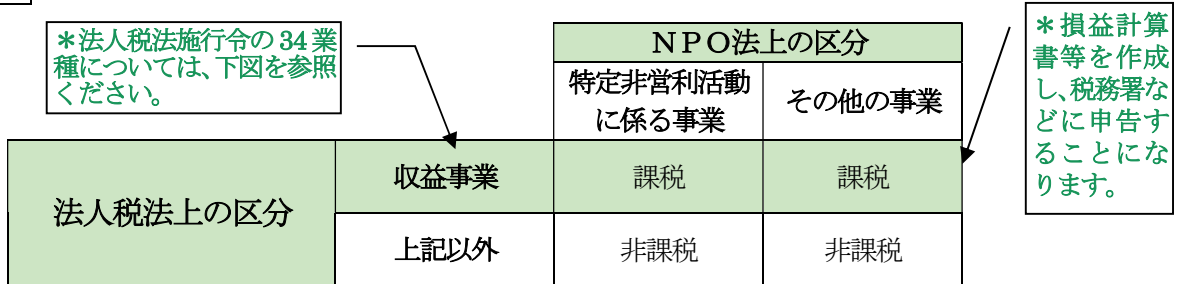 ＊法人税法施行令の34業
種については、下図を参照
ください。
ＮＰＯ法上の区分
特定非営利活動
に係る事業
その他の事業
＊損益計算
書等を作成
し、税務署な
どに申告す
ることにな
ります。
法人税法上の区分
収益事業
課税
課税
上記以外
非課税
非課税